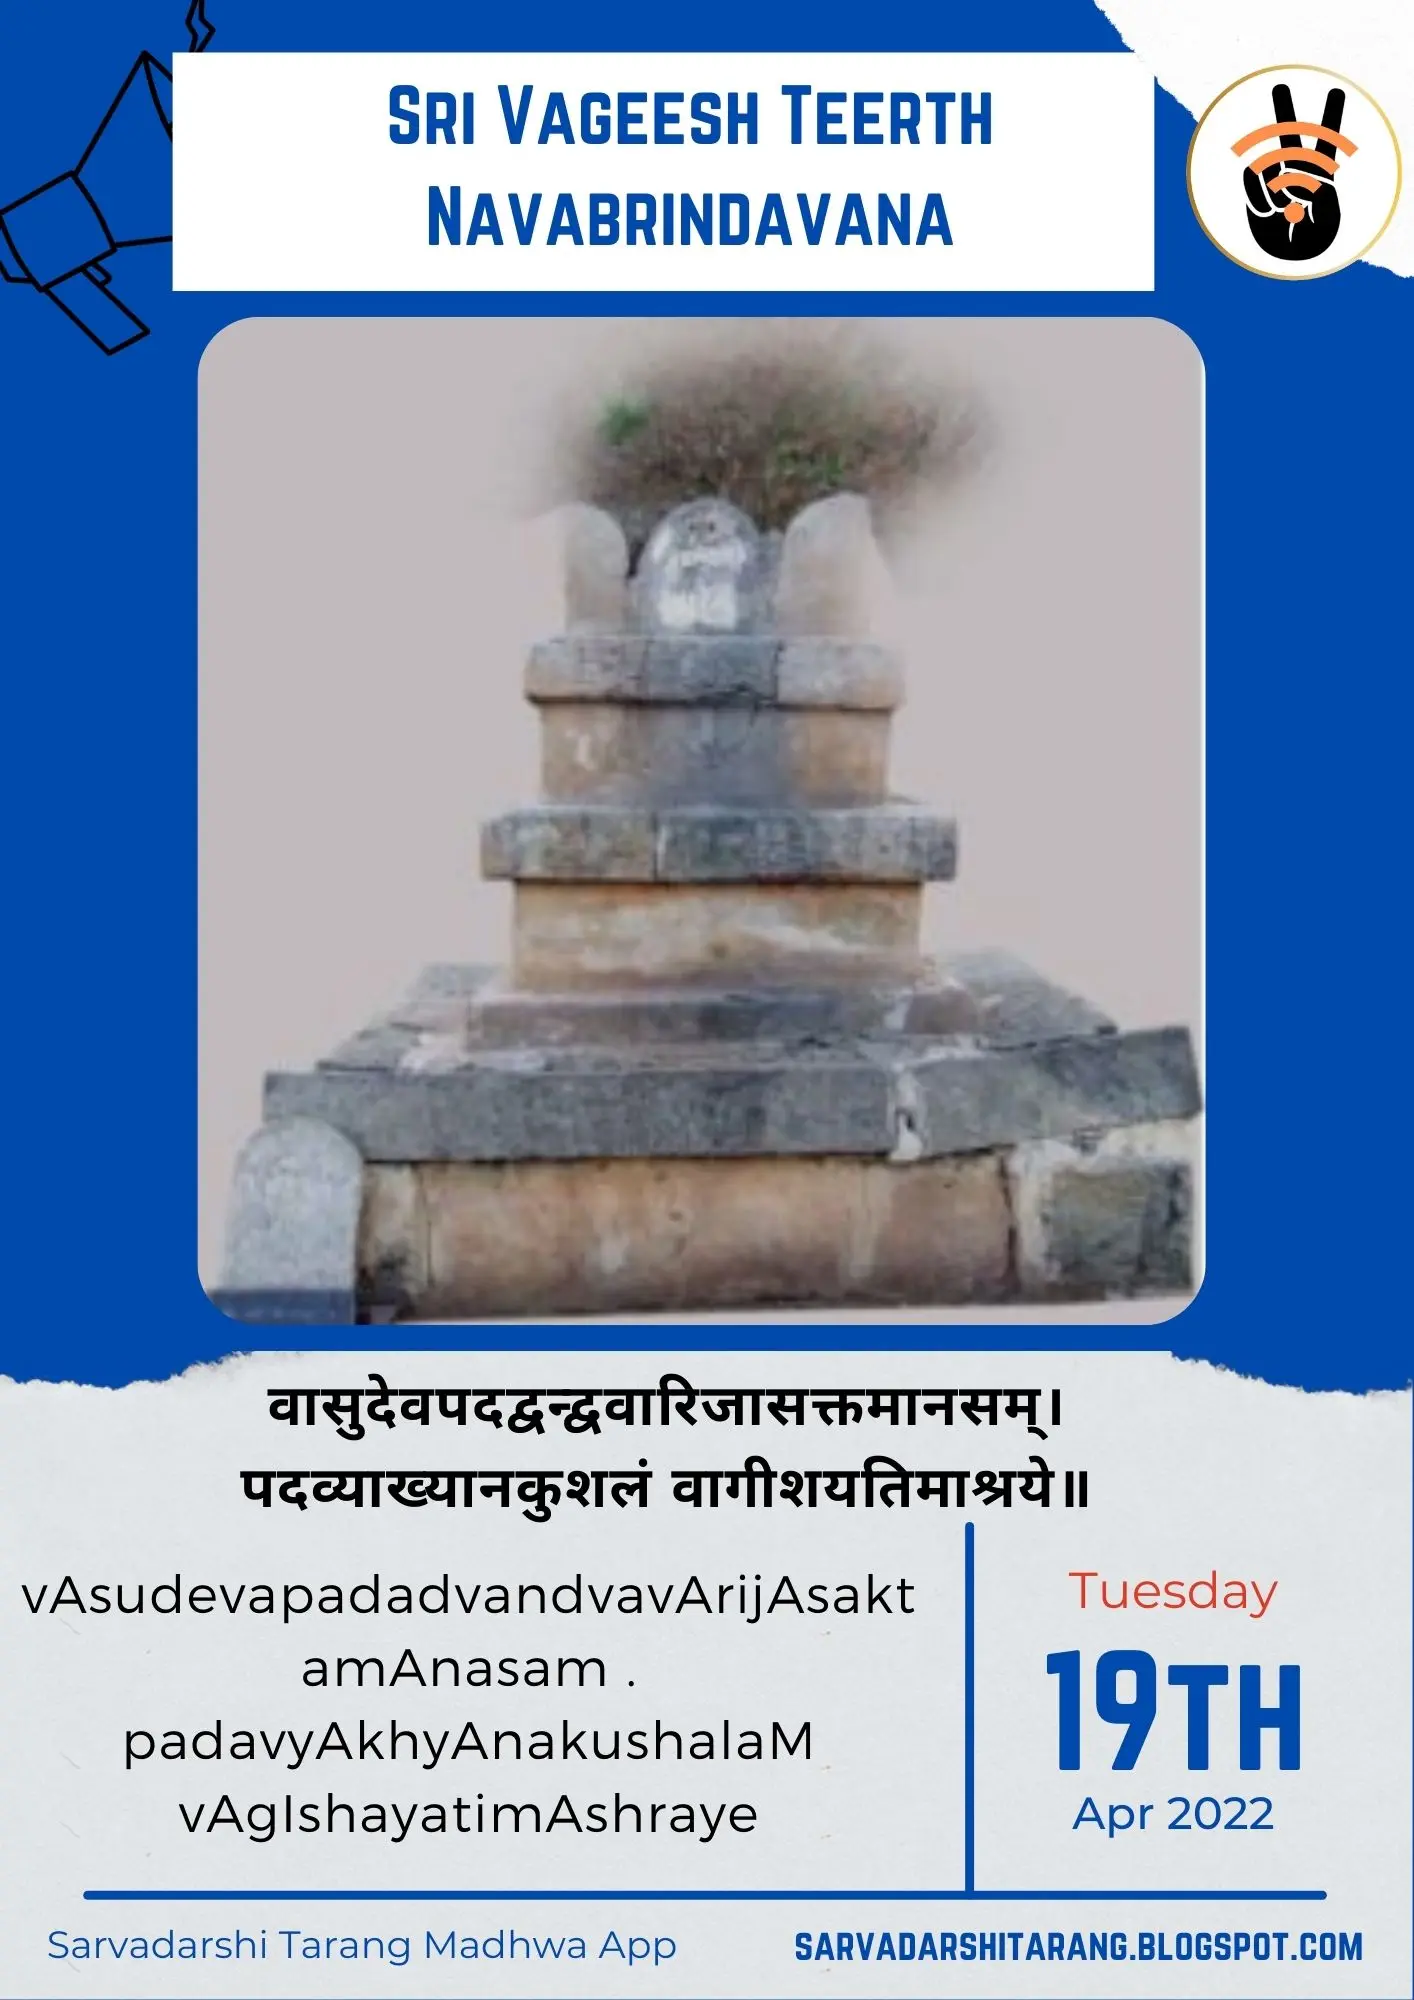 Sri Vageesh Teerth
Navabrindavana
वासुदेवपदद्वन्द्ववारिजासक्तमानसम्।
पदव्याख्यानकुशलं वागीशयतिमाश्रये॥
vAsudevapadadvandvavArijAsakt
amAnasam .
padavyAkhyAnakushalaM
vAgIshayatimAshraye
Tuesday
19TH
Apr 2022
Sarvadarshi Tarang Madhwa App
SARVADARSHITARANG.BLOGSPOT.COM